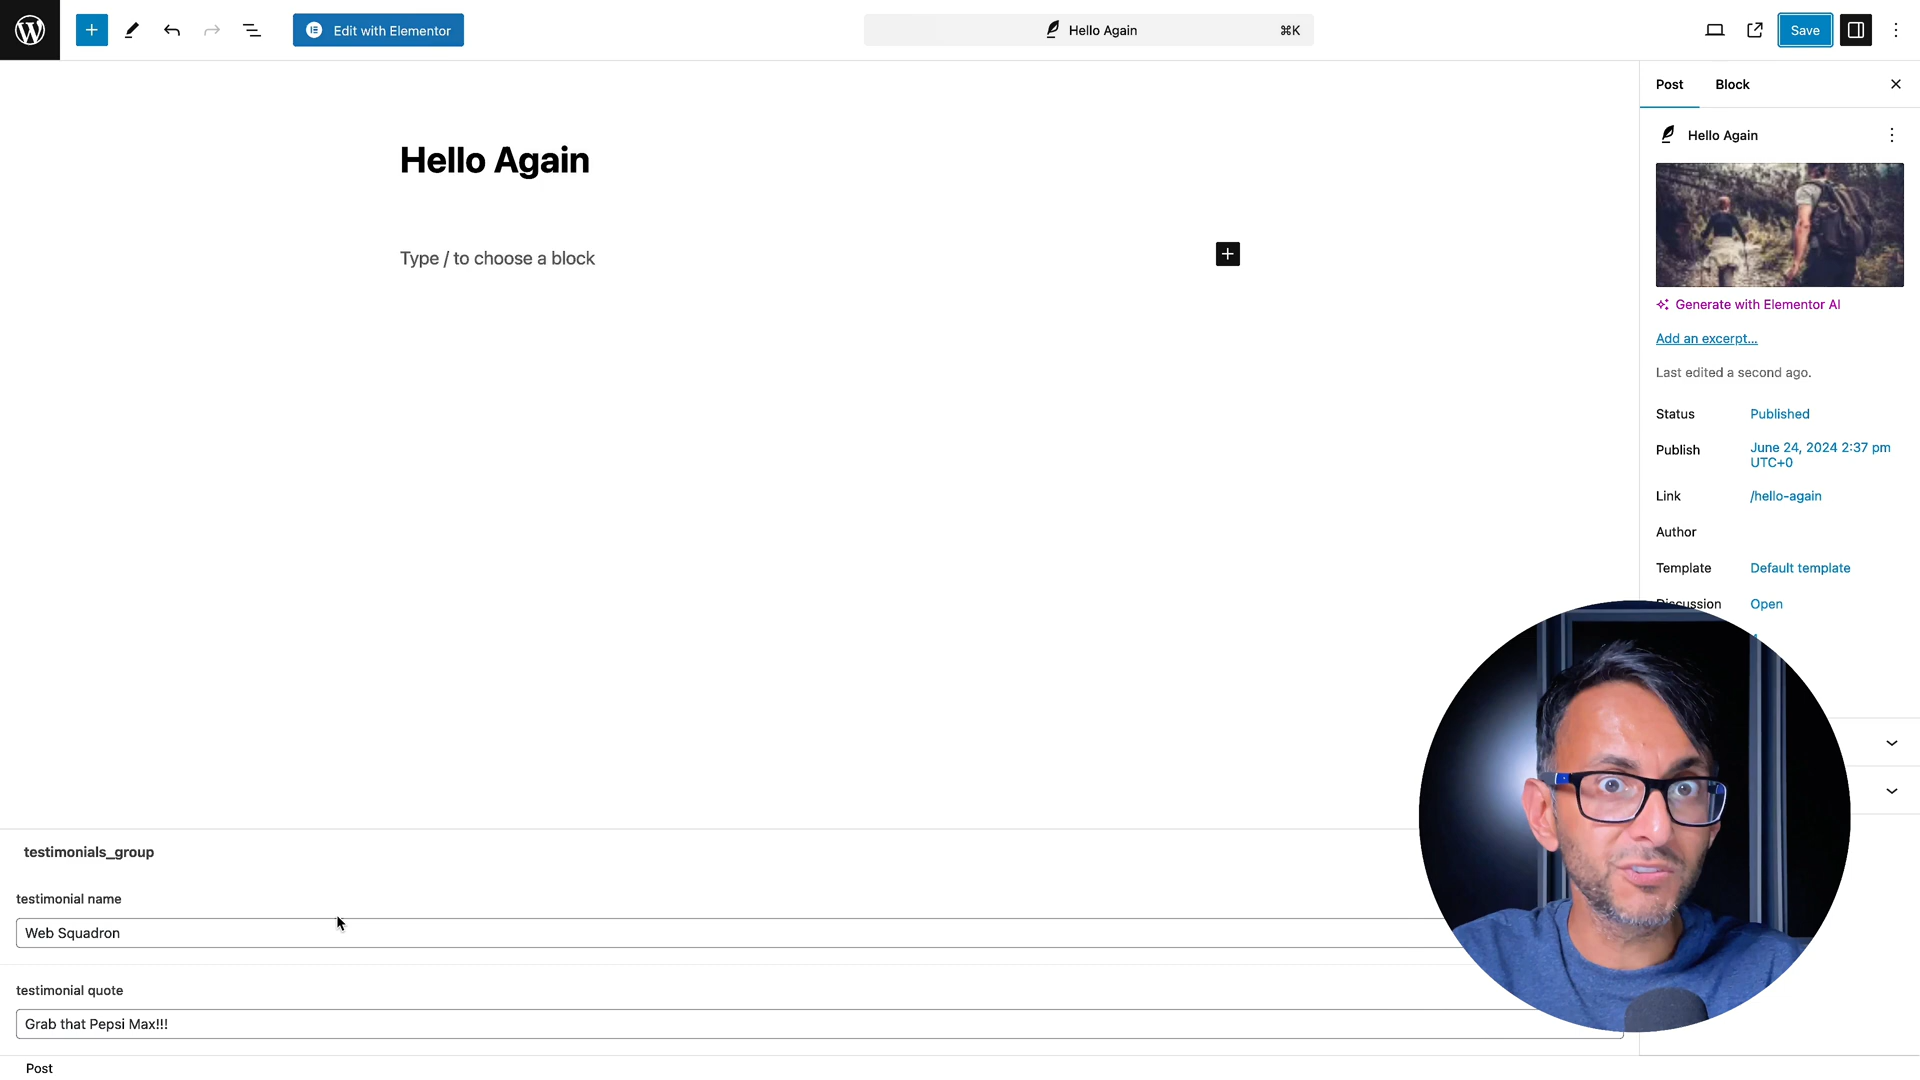 + Edit with Elementor Hello Again ⌘K Save
Post Block
Hello Again
Hello Again
Type / to choose a block
Generate with Elementor AI
Add an excerpt...
Last edited a second ago.
Status Published
Publish June 24, 2024 2:37 pm
UTC+0
Link /hello-again
Author
Template Default template
Discussion Open
testimonials_group
testimonial name
Web Squadron
testimonial quote
Grab that Pepsi Max!!!
Post